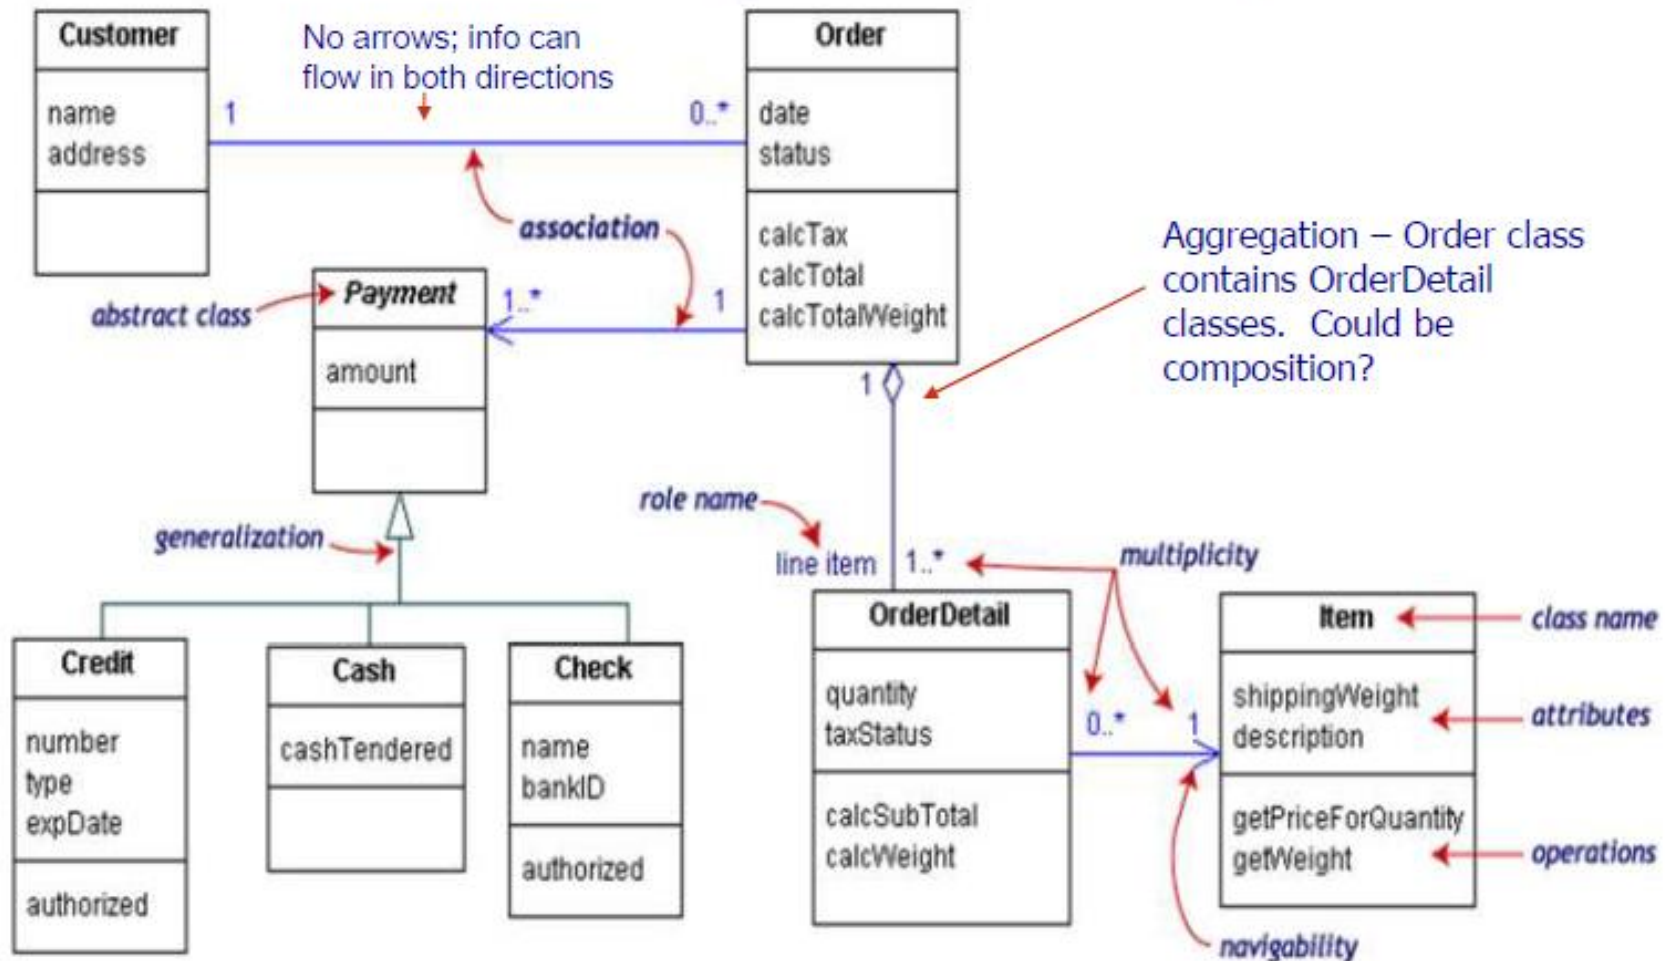 Customer
name
address
No arrows; info can
flow in both directions
1
0..*
association
Order
date
status
calcTax
calcTotal
calcTotalWeight
abstract class
Payment
amount
1..*
1
Aggregation – Order class
contains OrderDetail
classes. Could be
composition?
1
role name
line item
1..*
multiplicity
generalization
Credit
number
type
expDate
authorized
Cash
cashTendered
Check
name
bankID
authorized
OrderDetail
quantity
taxStatus
calcSubTotal
calcWeight
0..*
1
navigability
Item
shippingWeight
description
getPriceForQuantity
getWeight
class name
attributes
operations